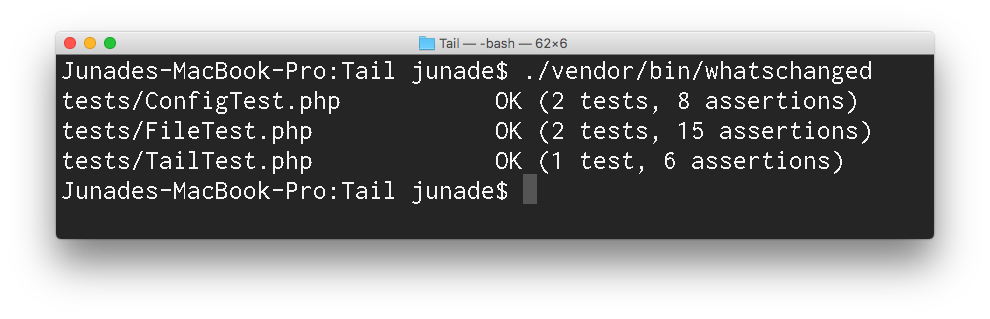 Tail — -bash — 62×6
Junades-MacBook-Pro:Tail junade$ ./vendor/bin/whatschanged
tests/ConfigTest.php           OK (2 tests, 8 assertions)
tests/FileTest.php             OK (2 tests, 15 assertions)
tests/TailTest.php             OK (1 test, 6 assertions)
Junades-MacBook-Pro:Tail junade$